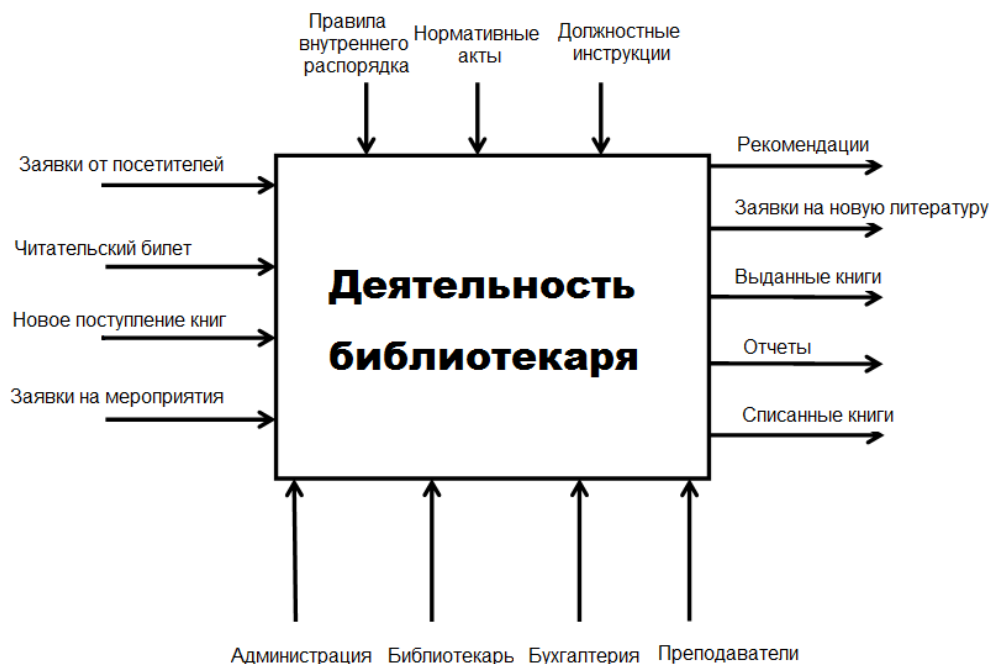 Правила
внутреннего
распорядка
Нормативные
акты
Должностные
инструкции
Заявки от посетителей
Читательский билет
Новое поступление книг
Заявки на мероприятия
Деятельность
библиотекаря
Рекомендации
Заявки на новую литературу
Выданные книги
Отчеты
Списанные книги
Администрация
Библиотекарь
Бухгалтерия
Преподаватели